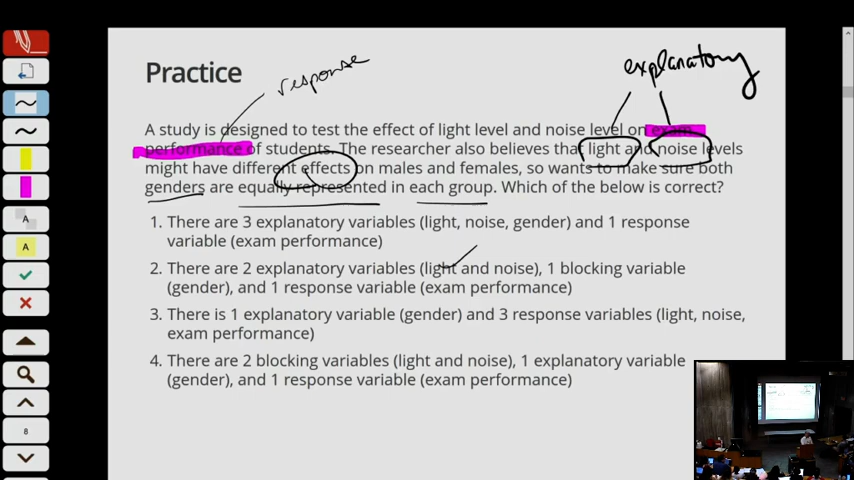 Practice
response
explanatory
A study is designed to test the effect of light level and noise level on exam
performance of students. The researcher also believes that light and noise levels
might have different effects on males and females, so wants to make sure both
genders are equally represented in each group. Which of the below is correct?
1. There are 3 explanatory variables (light, noise, gender) and 1 response
variable (exam performance)
2. There are 2 explanatory variables (light and noise), 1 blocking variable
(gender), and 1 response variable (exam performance)
3. There is 1 explanatory variable (gender) and 3 response variables (light, noise,
exam performance)
4. There are 2 blocking variables (light and noise), 1 explanatory variable
(gender), and 1 response variable (exam performance)
A
A
8